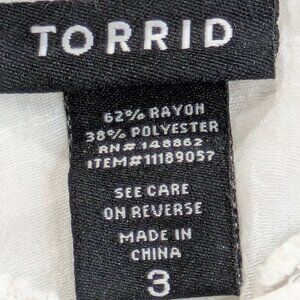 TORRID
62% RAYON
38% POLYESTER
RN# 148862
ITEM#11189057
SEE CARE
ON REVERSE
MADE IN
CHINA
3